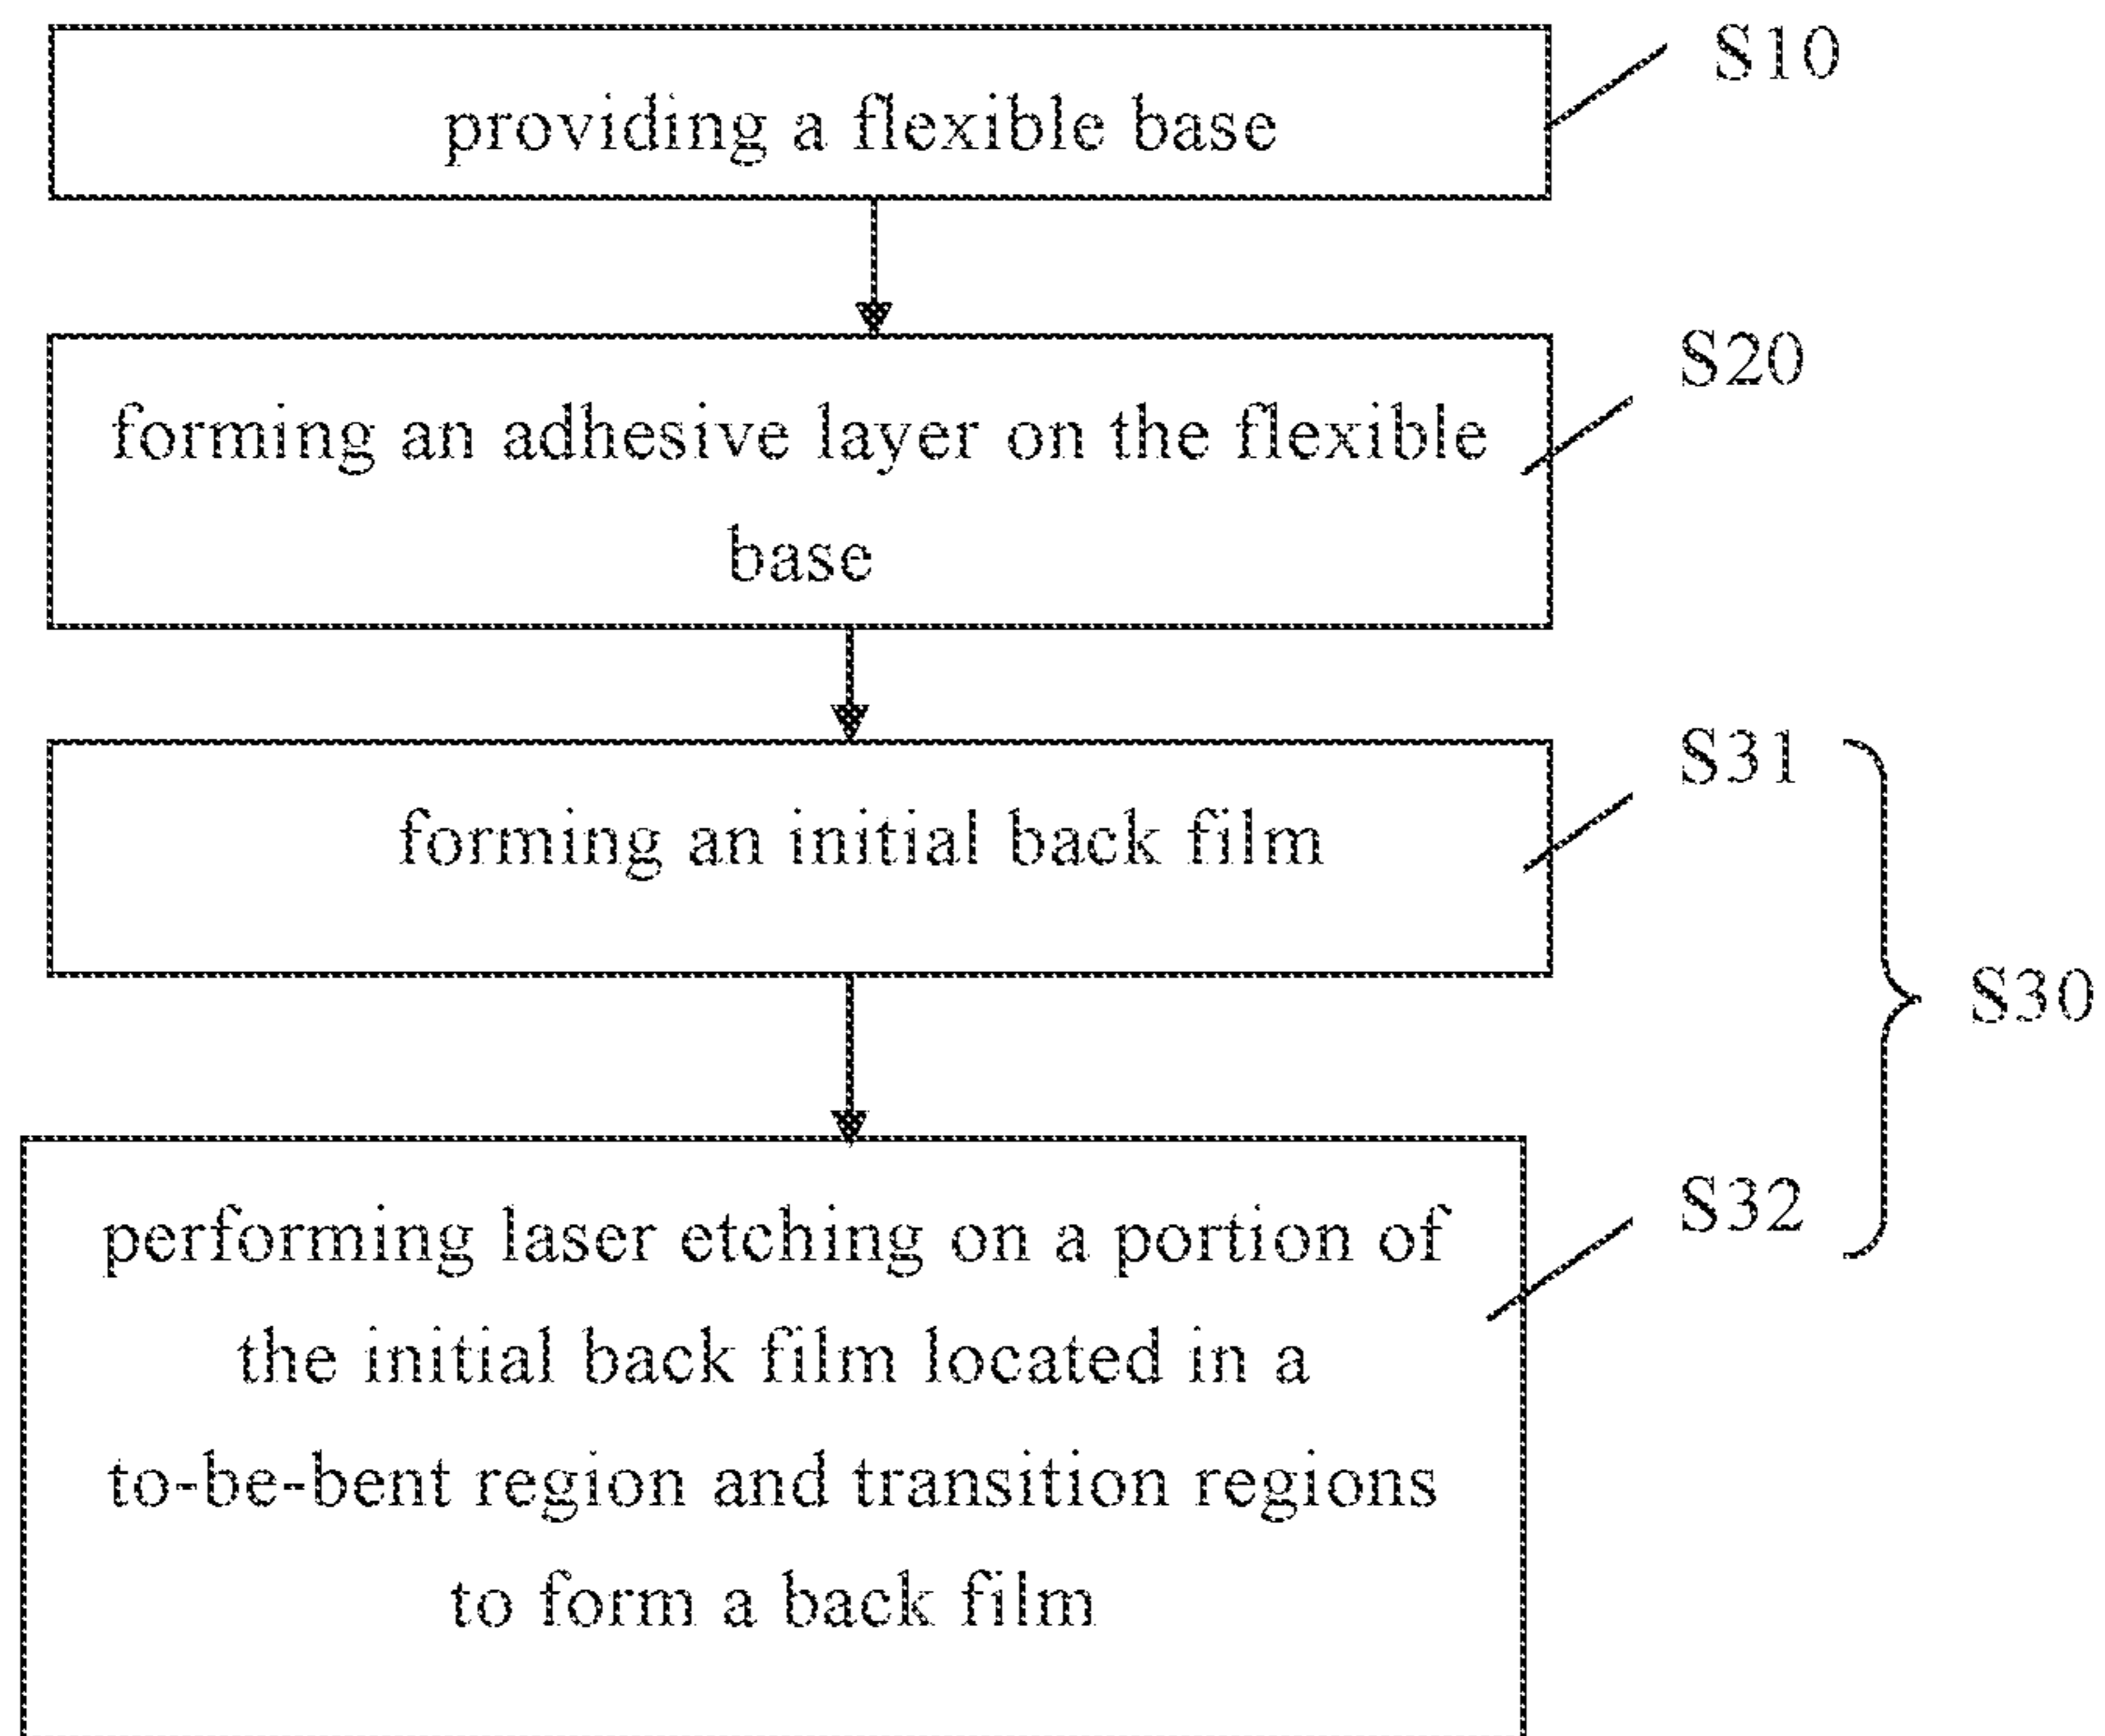 S10
providing a flexible base
S20
forming an adhesive layer on the flexible
base
S31
forming an initial back film
S30
S32
performing laser etching on a portion of
the initial back film located in a
to-be-bent region and transition regions
to form a back film